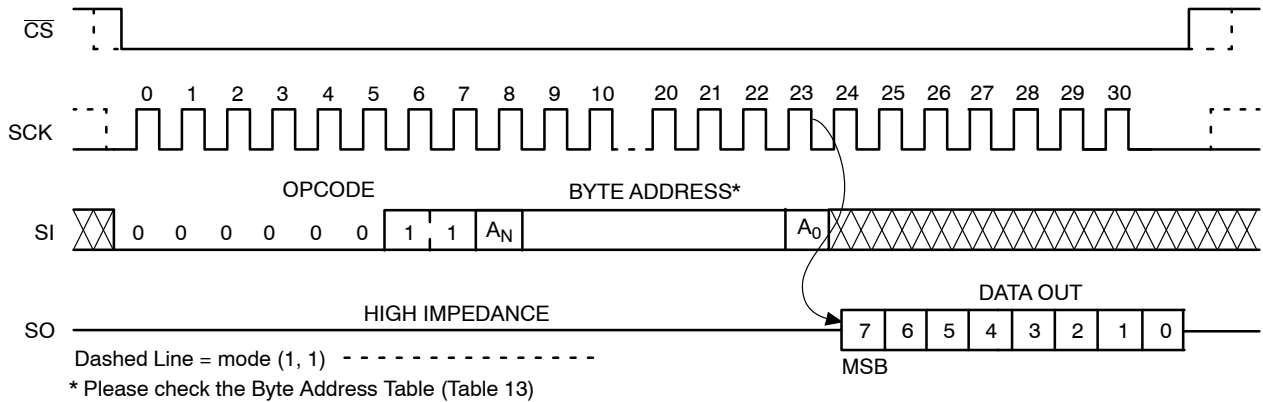 CS
0 1 2 3 4 5 6 7 8 9 10 20 21 22 23 24 25 26 27 28 29 30
SCK
OPCODE BYTE ADDRESS*
SI 0 0 0 0 0 0 1 1 AN A0
DATA OUT
HIGH IMPEDANCE
SO 7 6 5 4 3 2 1 0
Dashed Line = mode (1, 1) - - - - - - - - - - - - - - - -
MSB
* Please check the Byte Address Table (Table 13)